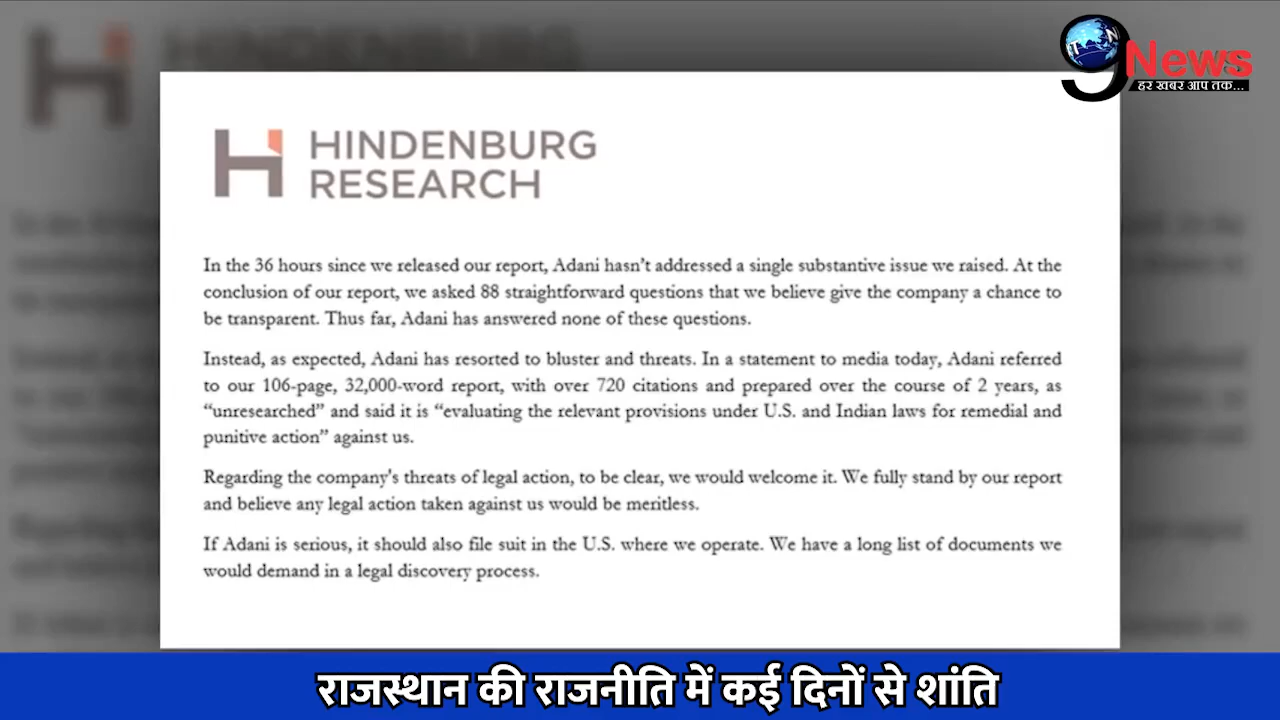 TN
9News
हर खबर आप तक...
HINDENBURG
HINDENBURG
RESEARCH
In the 36 hours since we released our report, Adani hasn't addressed a single substantive issue we raised. At the
conclusion of our report, we asked 88 straightforward questions that we believe give the company a chance to
be transparent. Thus far, Adani has answered none of these questions.
Instead, as expected, Adani has resorted to bluster and threats. In a statement to media today, Adani referred
to our 106-page, 32,000-word report, with over 720 citations and prepared over the course of 2 years, as
“unresearched” and said it is “evaluating the relevant provisions under U.S. and Indian laws for remedial and
punitive action” against us.
Regarding the company's threats of legal action, to be clear, we would welcome it. We fully stand by our report
and believe any legal action taken against us would be meritless.
If Adani is serious, it should also file suit in the U.S. where we operate. We have a long list of documents we
would demand in a legal discovery process.
राजस्थान की राजनीति में कई दिनों से शांति